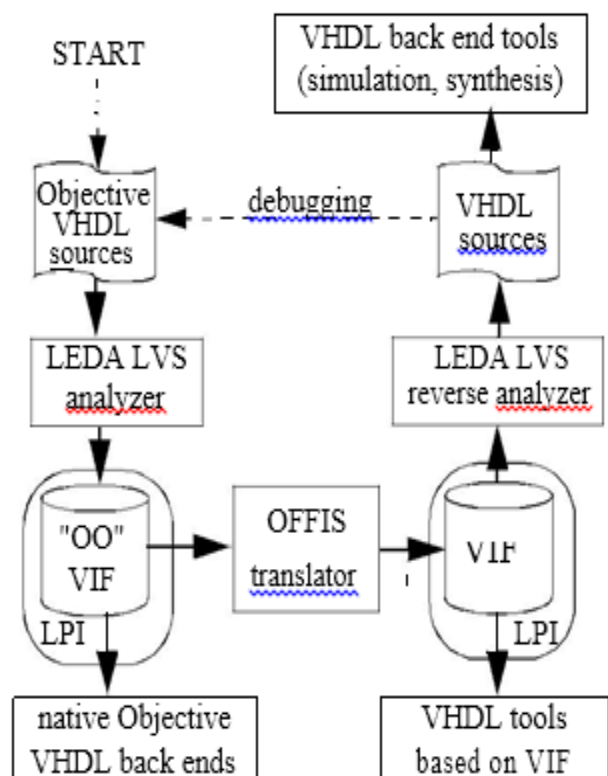 START
VHDL back end tools
(simulation, synthesis)
Objective
VHDL
sources
debugging
VHDL
sources
LEDA LVS
analyzer
LEDA LVS
reverse analyzer
"OO"
VIF
LPI
OFFIS
translator
VIF
LPI
native Objective
VHDL back ends
VHDL tools
based on VIF